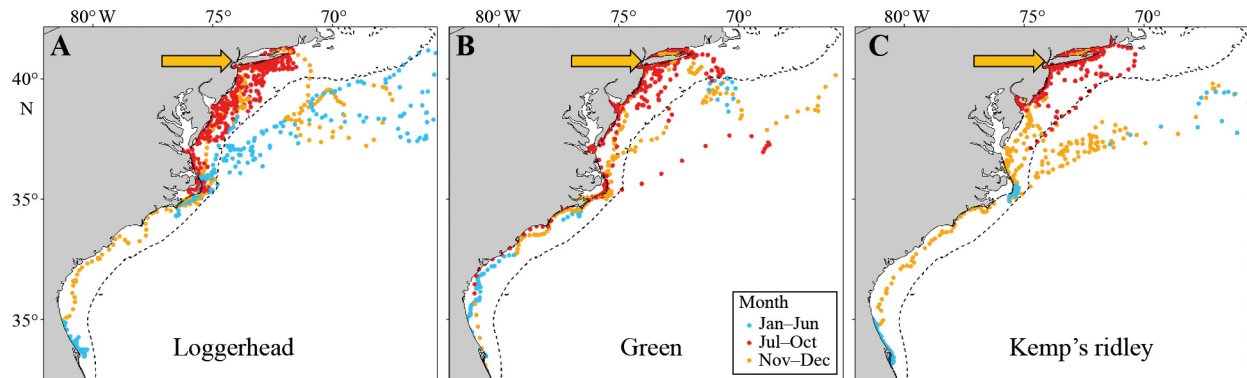 80°W 75° 70° 80°W 75° 70° 80°W 75° 70°
A B C
40°
N
35°
35°
Month
Jan–Jun
Jul–Oct
Nov–Dec
Loggerhead Green Kemp's ridley